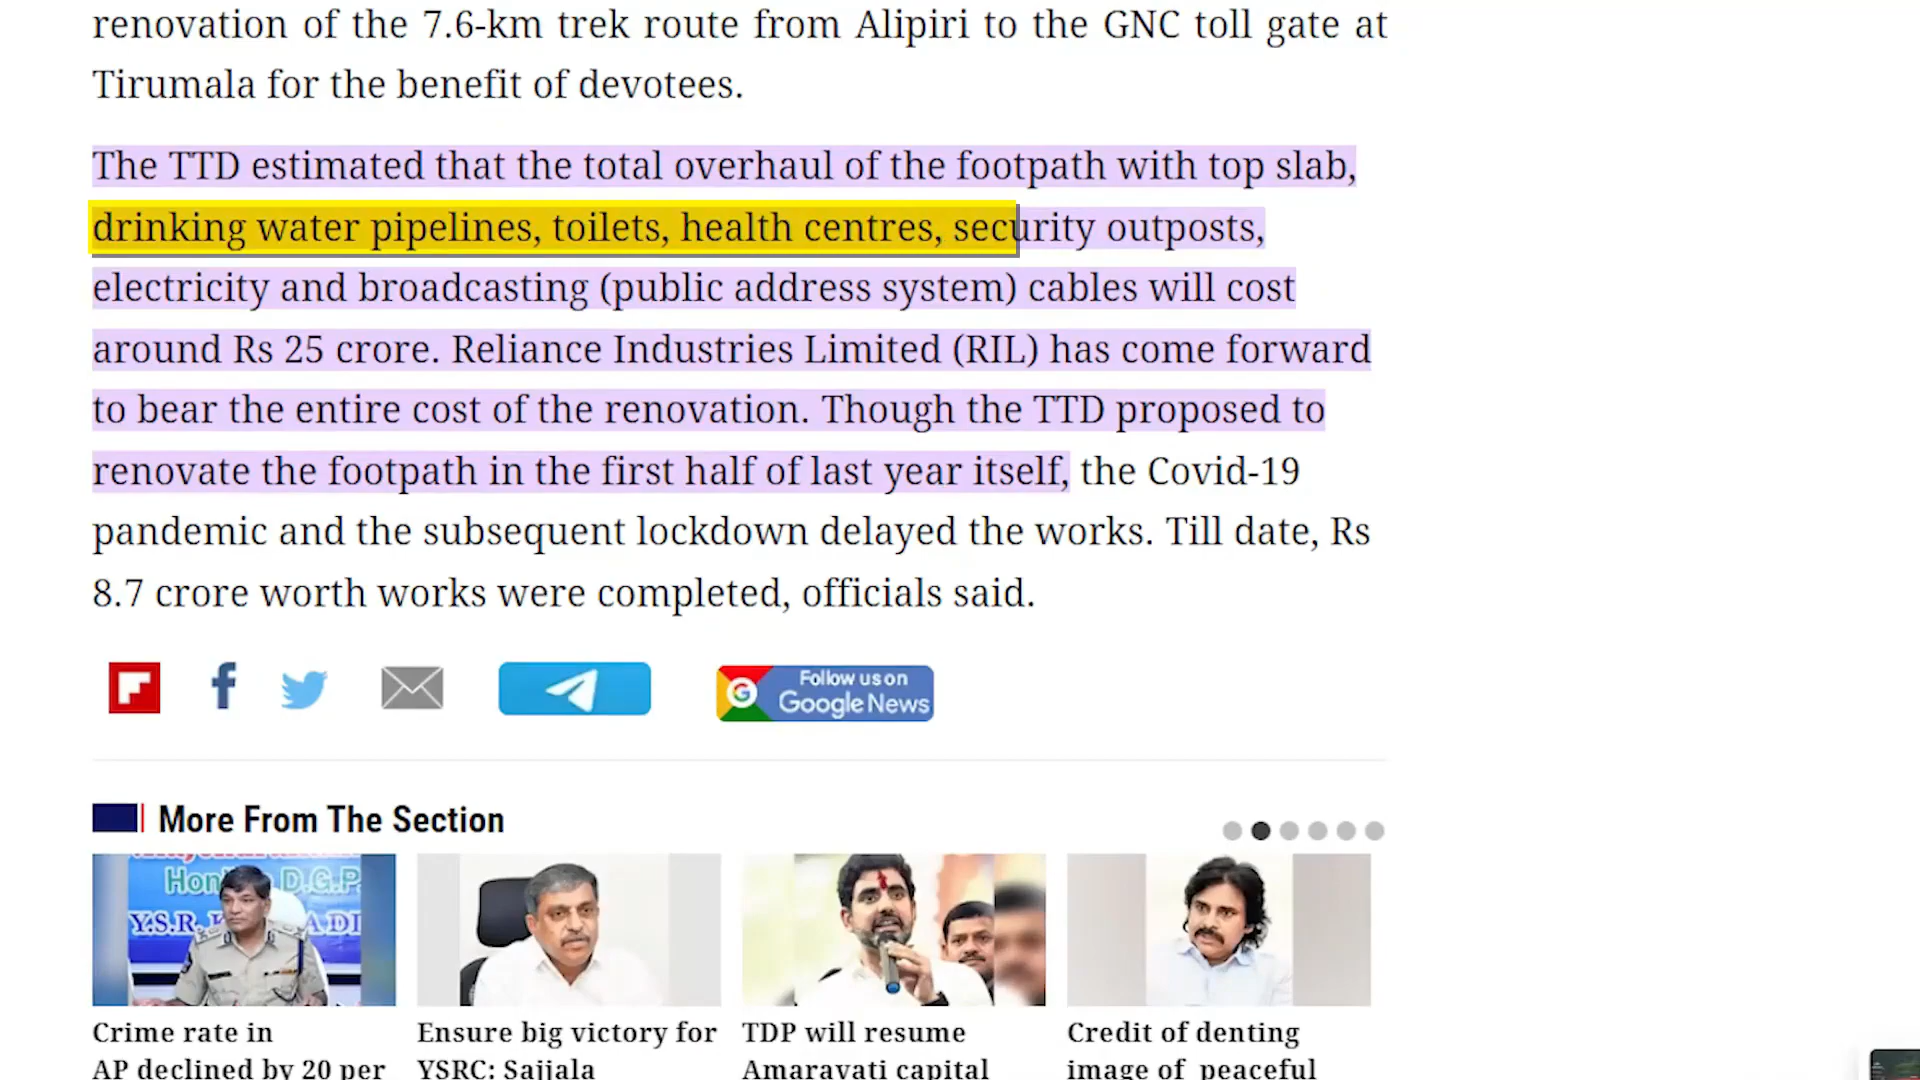 renovation of the 7.6-km trek route from Alipiri to the GNC toll gate at
Tirumala for the benefit of devotees.
The TTD estimated that the total overhaul of the footpath with top slab,
drinking water pipelines, toilets, health centres, security outposts,
electricity and broadcasting (public address system) cables will cost
around Rs 25 crore. Reliance Industries Limited (RIL) has come forward
to bear the entire cost of the renovation. Though the TTD proposed to
renovate the footpath in the first half of last year itself, the Covid-19
pandemic and the subsequent lockdown delayed the works. Till date, Rs
8.7 crore worth works were completed, officials said.
Follow us on
Google News
More From The Section
D.G.P.
Y.S.R.
Crime rate in
AP declined by 20 per
Ensure big victory for
YSRC: Sajjala
TDP will resume
Amaravati capital
Credit of denting
image of peaceful